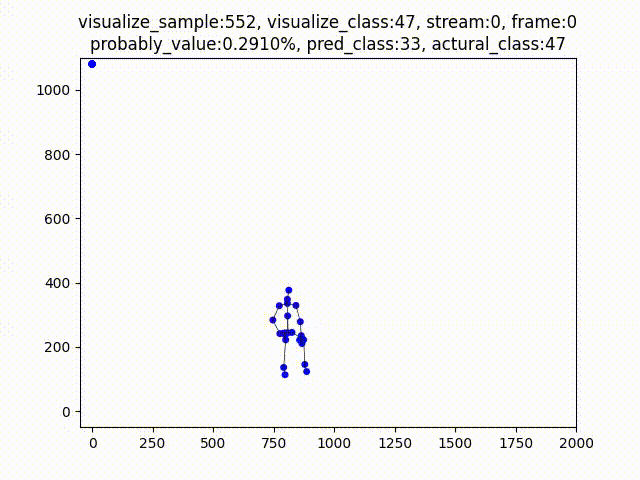 visualize_sample:552, visualize_class:47, stream:0, frame:0
probably_value:0.2910%, pred_class:33, actural_class:47
1000
800
600
400
200
0
0 250 500 750 1000 1250 1500 1750 2000